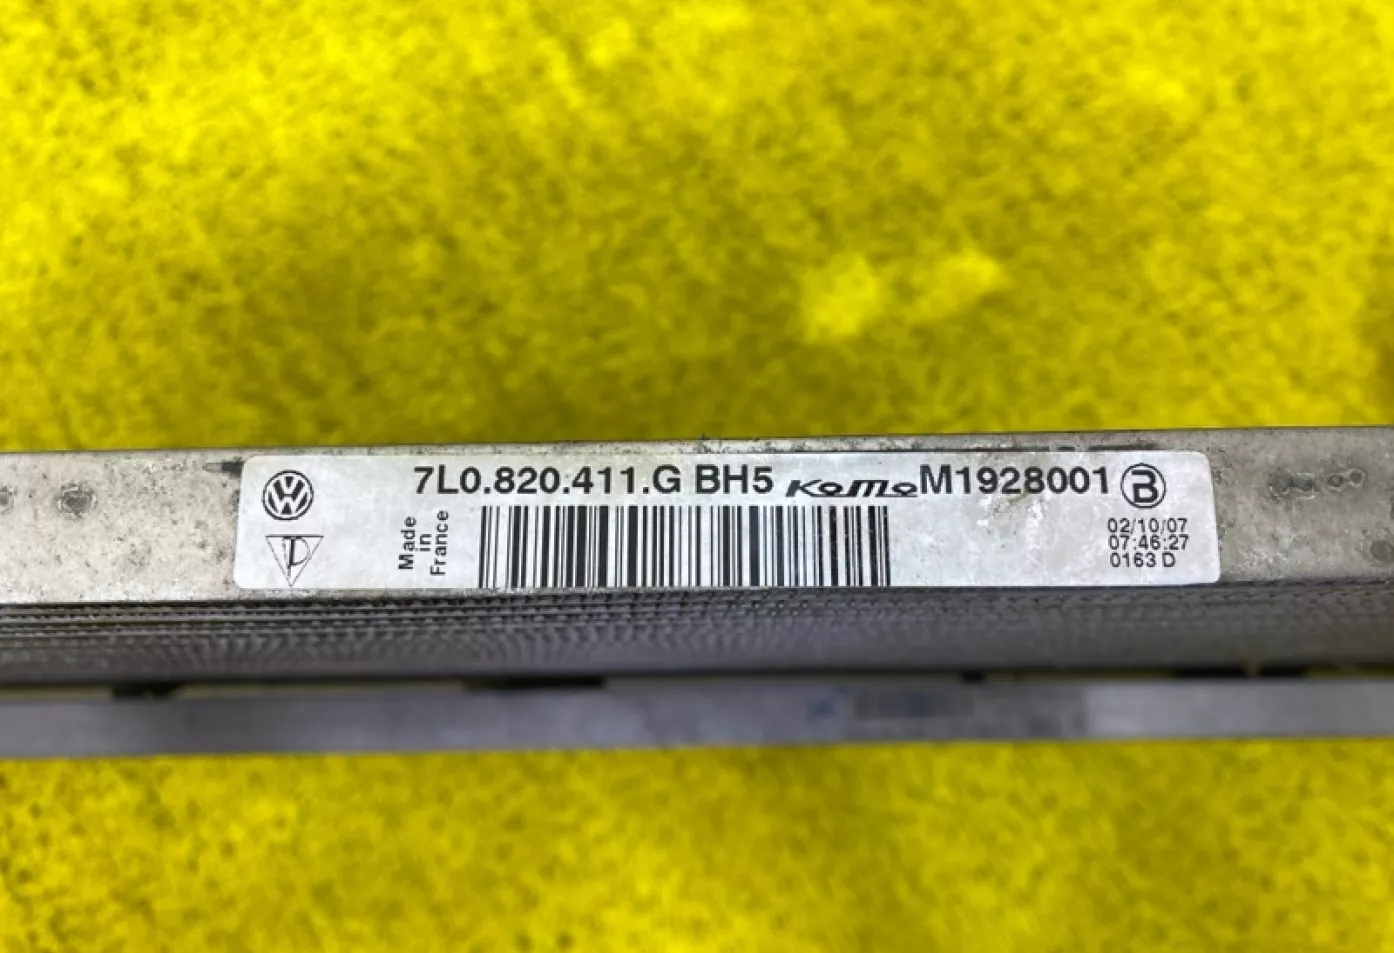 7L0.820.411.G BH5 KoMo M1928001 B
Made
in
France
02/10/07
07:46:27
0163 D